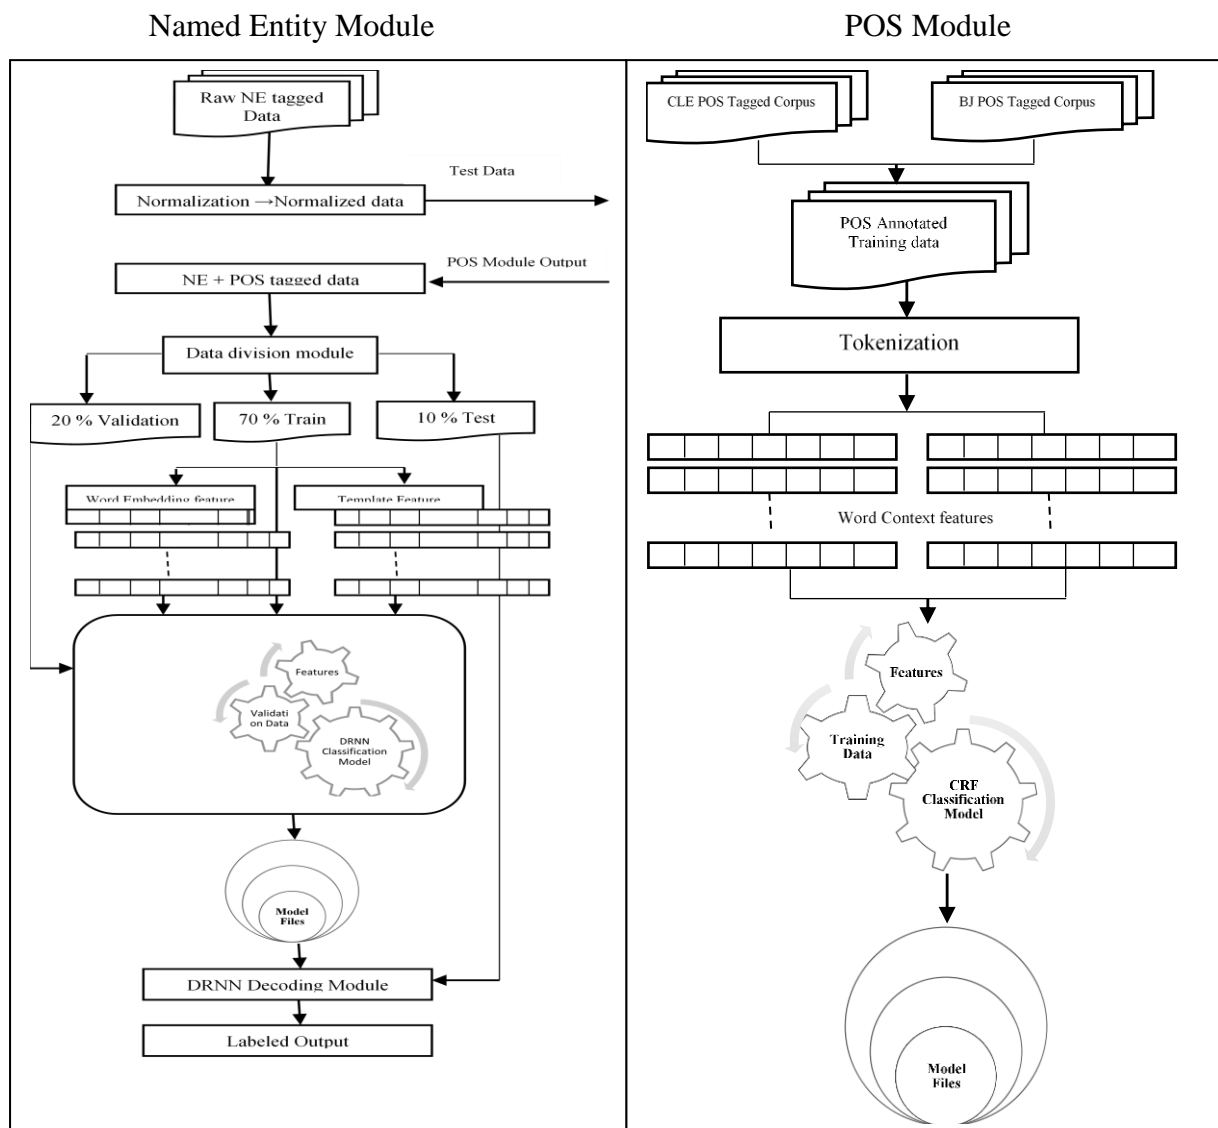 Named Entity Module
Raw NE tagged
Data
Test Data
Normalization →Normalized data
POS Module Output
NE + POS tagged data
Data division module
20 % Validation
70 % Train
10 % Test
Word Embedding feature
Template Feature
Features
Validati
on Data
DRNN
Classification
Model
Model
Files
DRNN Decoding Module
Labeled Output
POS Module
CLE POS Tagged Corpus
BJ POS Tagged Corpus
POS Annotated
Training data
Tokenization
Word Context features
Features
Training
Data
CRF
Classification
Model
Model
Files